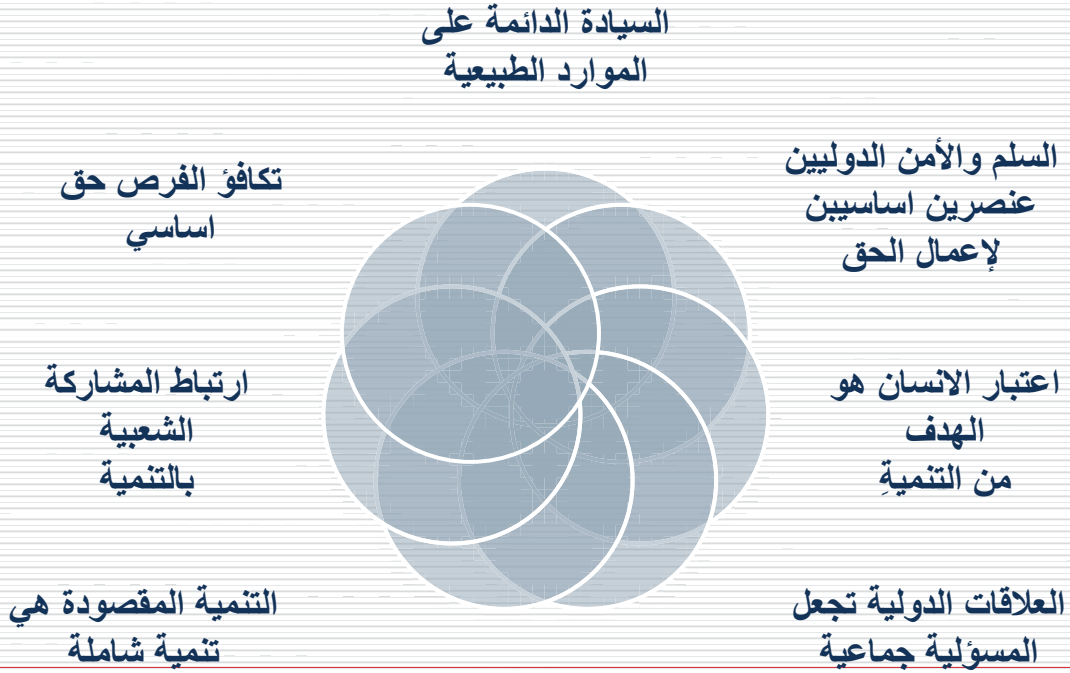 السيادة الدائمة على
الموارد الطبيعية
السلم والأمن الدوليين
عنصرين اساسيين
لإعمال الحق
اعتبار الانسان هو
الهدف
من التنميةِ
العلاقات الدولية تجعل
المسؤلية جماعية
التنمية المقصودة هي
تنمية شاملة
ارتباط المشاركة
الشعبية
بالتنمية
تكافؤ الفرص حق
اساسي